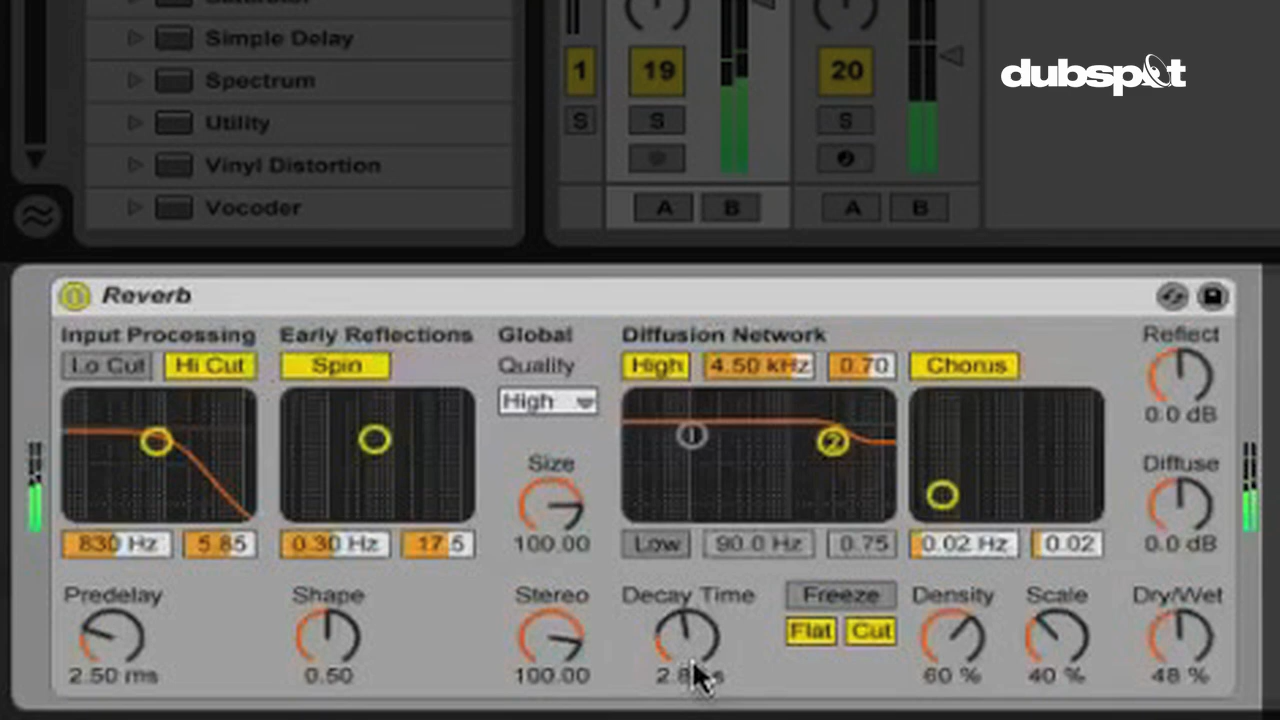 Simple Delay
Spectrum
Utility
Vinyl Distortion
Vocoder
1 19 20
S S S
A B A B
dubspot
Reverb
Input Processing Early Reflections Global Diffusion Network Reflect
Lo Cut Hi Cut Spin Quality High 4.50 kHz 0.70 Chorus
High
0.0 dB
1 2
Size Diffuse
830 Hz 5.85 0.30 Hz 17.5 100.00 Low 90.0 Hz 0.75 0.02 Hz 0.02 0.0 dB
Predelay Shape Stereo Decay Time Freeze Density Scale Dry/Wet
Flat Cut
2.50 ms 0.50 100.00 60 % 40 % 48 %